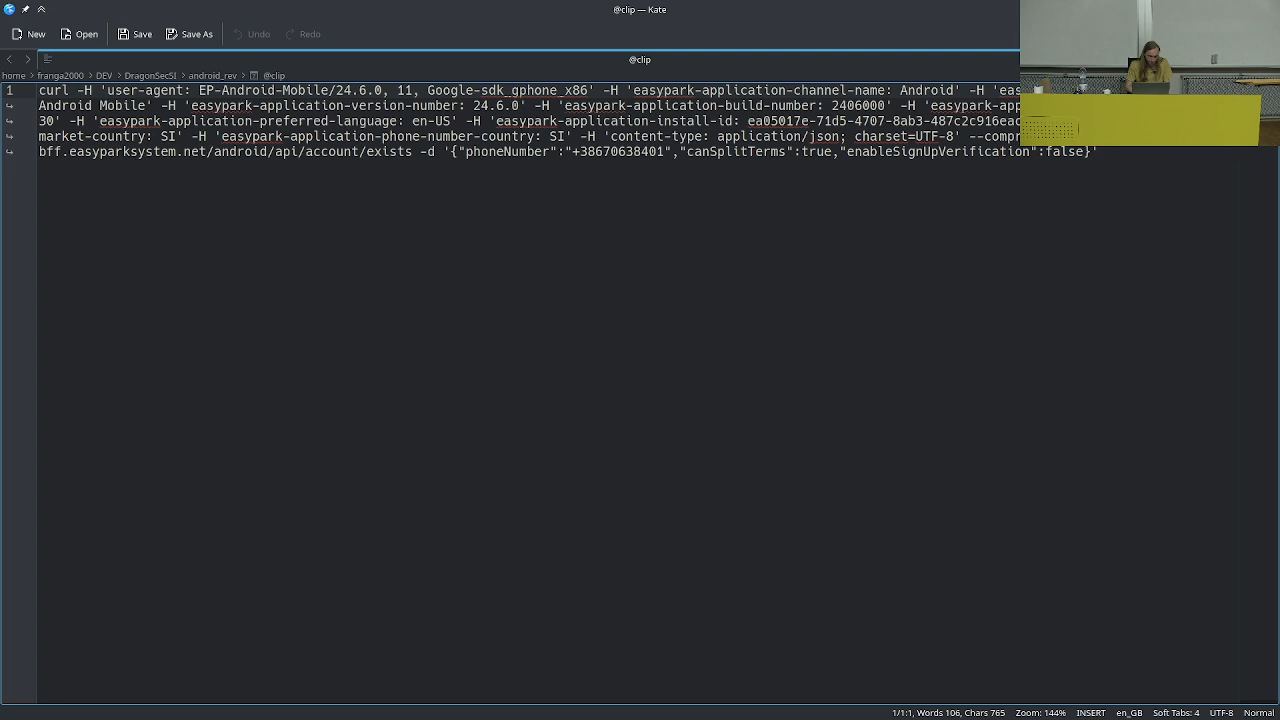 @clip — Kate
New Open Save Save As Undo Redo
@clip
home franga2000 DEV DragonSecSI android_rev @clip
1 curl -H 'user-agent: EP-Android-Mobile/24.6.0, 11, Google-sdk_gphone_x86' -H 'easypark-application-channel-name: Android' -H 'eas
Android Mobile' -H 'easypark-application-version-number: 24.6.0' -H 'easypark-application-build-number: 2406000' -H 'easypark-app
30' -H 'easypark-application-preferred-language: en-US' -H 'easypark-application-install-id: ea05017e-71d5-4707-8ab3-487c2c916ea
market-country: SI' -H 'easypark-application-phone-number-country: SI' -H 'content-type: application/json; charset=UTF-8' --compr
bff.easyparksystem.net/android/api/account/exists -d '{"phoneNumber":"+38670638401","canSplitTerms":true,"enableSignUpVerification":false}'
1/1:1, Words 106, Chars 765 Zoom: 144% INSERT en_GB Soft Tabs: 4 UTF-8 Normal